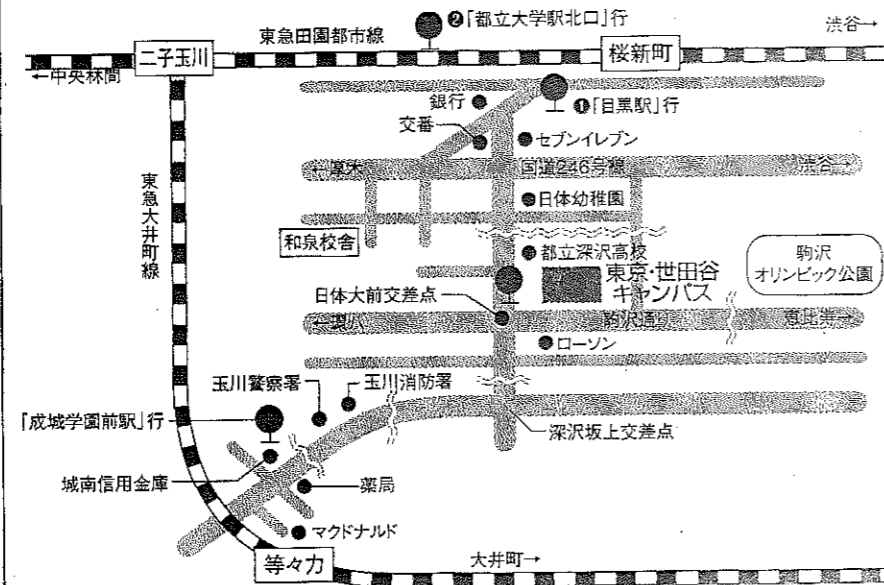 ❷「都立大学駅北口」行
渋谷→
東急田園都市線
二子玉川
桜新町
←中央林間
銀行
❶「目黒駅」行
交番
セブンイレブン
←厚木
国道246号線
渋谷→
東急大井町線
日体幼稚園
和泉校舎
都立深沢高校
東京・世田谷
キャンパス
駒沢
オリンピック公園
日体大前交差点
←環八
駒沢通り
恵比寿→
ローソン
玉川警察署
玉川消防署
「成城学園前駅」行
深沢坂上交差点
城南信用金庫
薬局
マクドナルド
等々力
大井町→